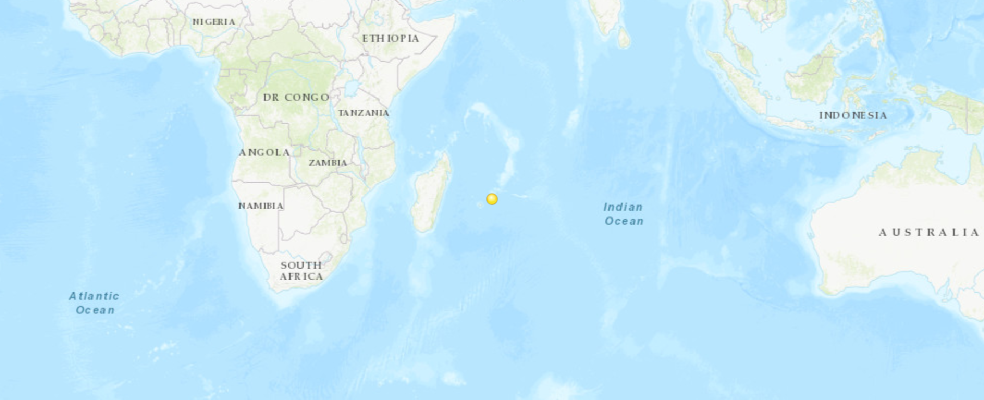 NIGERIA
ETHIOPIA
DR CONGO
TANZANIA
INDONESIA
ANGOLA
ZAMBIA
NAMIBIA
Indian
Ocean
AUSTRALIA
SOUTH
AFRICA
Atlantic
Ocean